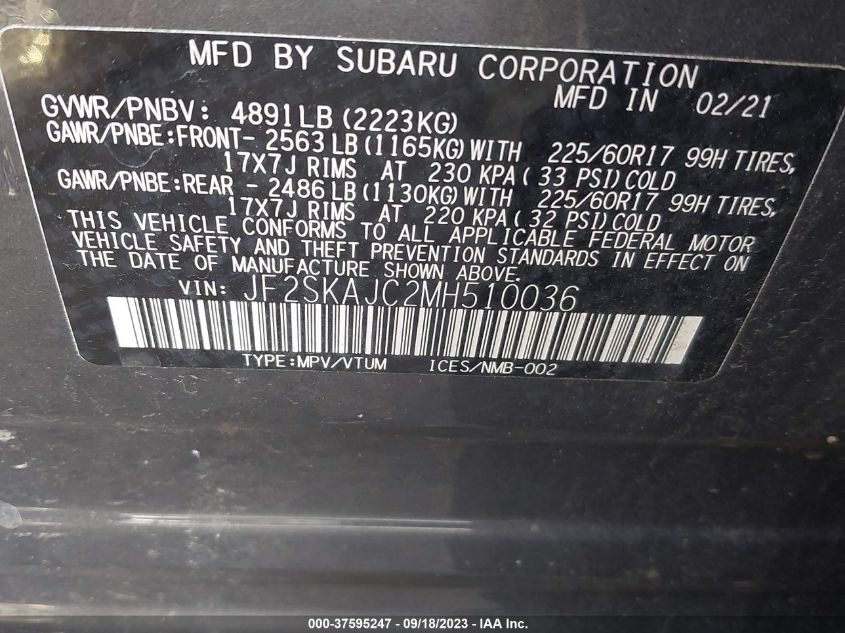 MFD BY SUBARU CORPORATION
MFD IN 02/21
GVWR/PNBV: 4891LB (2223KG)
GAWR/PNBE:FRONT- 2563LB(1165KG)WITH 225/60R17 99H TIRES,
17X7J RIMS AT 230 KPA( 33 PSI)COLD
GAWR/PNBE:REAR - 2486LB(1130KG)WITH 225/60R17 99H TIRES,
17X7J RIMS AT 220 KPA( 32 PSI)COLD
THIS VEHICLE CONFORMS TO ALL APPLICABLE FEDERAL MOTOR
VEHICLE SAFETY AND THEFT PREVENTION STANDARDS IN EFFECT ON
THE DATE OF MANUFACTURE SHOWN ABOVE.
VIN: JF2SKAJC2MH510036
TYPE:MPV/VTUM ICES/NMB-002
000-37595247 - 09/18/2023 - IAAI.com